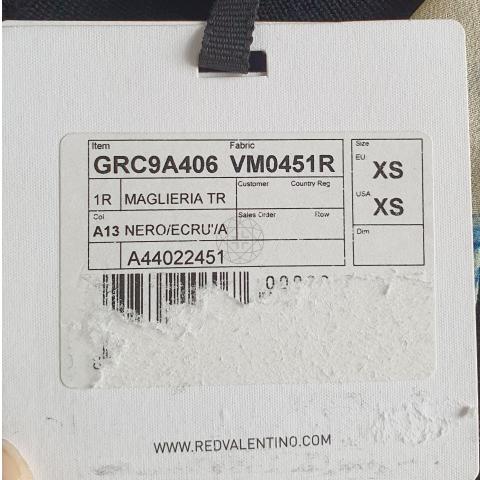 Item Fabric Size
GRC9A406 VM0451R EU XS
1R MAGLIERIA TR Customer Country Reg
USA XS
Col Sales Order Row
A13 NERO/ECRU'/A Dim
A44022451
WWW.REDVALENTINO.COM